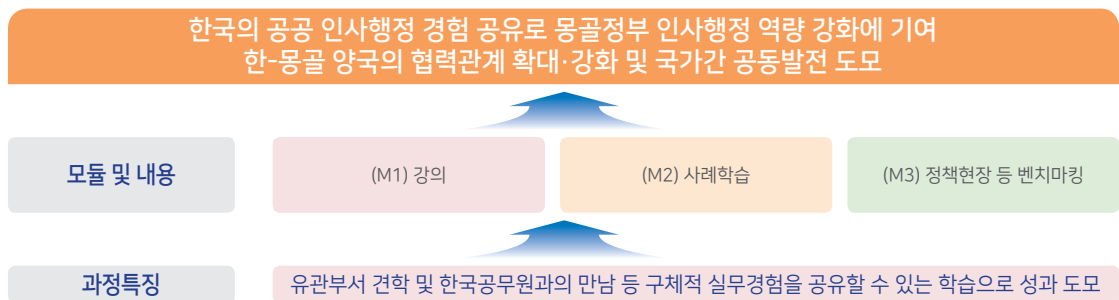 한국의 공공 인사행정 경험 공유로 몽골정부 인사행정 역량 강화에 기여
한-몽골 양국의 협력관계 확대·강화 및 국가간 공동발전 도모
모듈 및 내용
(M1) 강의
(M2) 사례학습
(M3) 정책현장 등 벤치마킹
과정특징
유관부서 견학 및 한국공무원과의 만남 등 구체적 실무경험을 공유할 수 있는 학습으로 성과 도모